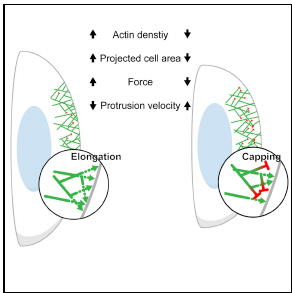 Actin denstiy
Projected cell area
Force
Protrusion velocity
Elongation
Capping